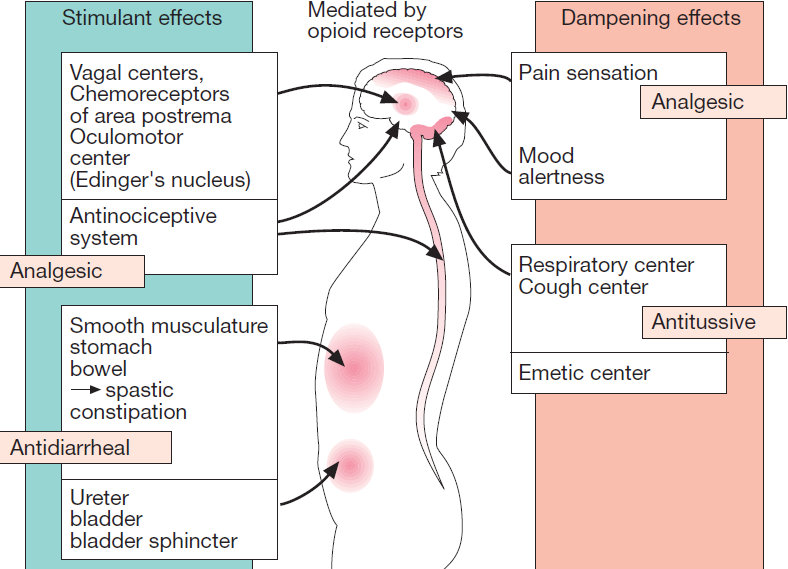 Stimulant effects
Mediated by
opioid receptors
Dampening effects
Vagal centers,
Chemoreceptors
of area postrema
Oculomotor
center
(Edinger's nucleus)
Antinociceptive
system
Analgesic
Smooth musculature
stomach
bowel
→ spastic
constipation
Antidiarrheal
Ureter
bladder
bladder sphincter
Pain sensation
Analgesic
Mood
alertness
Respiratory center
Cough center
Antitussive
Emetic center